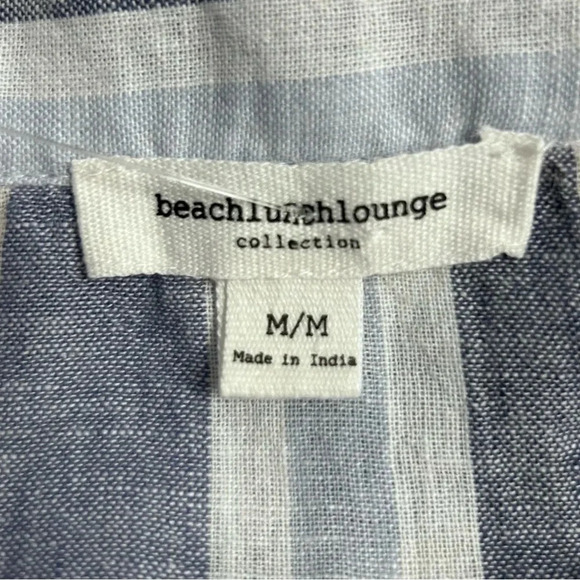 beachlunchlounge
collection
M/M
Made in India